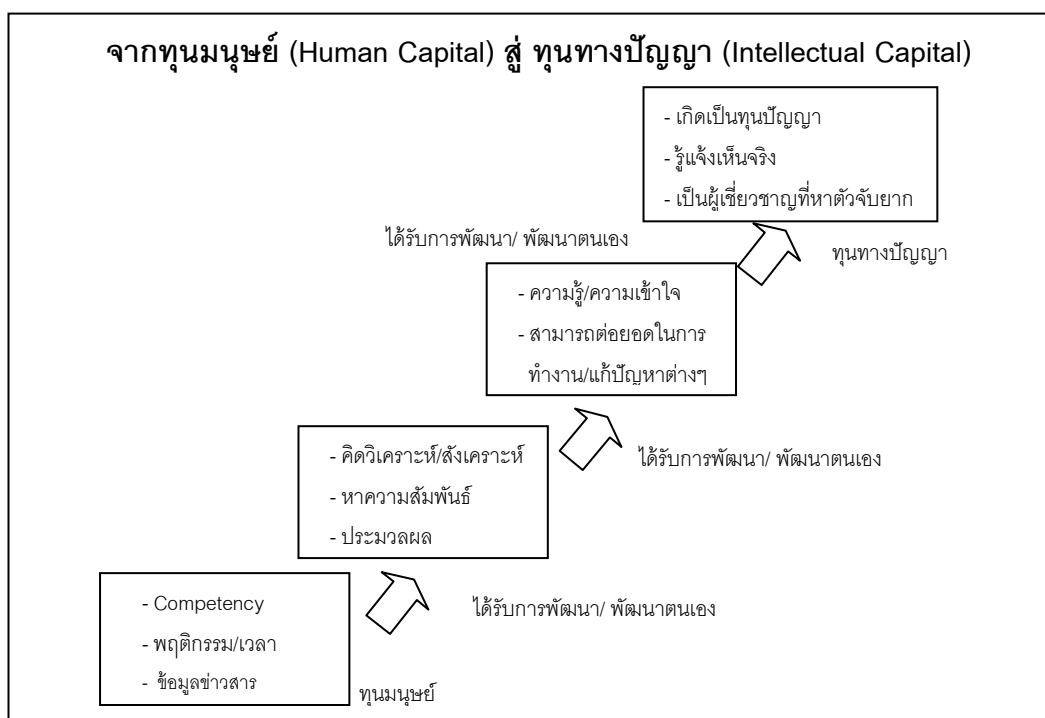 จากทุนมนุษย์ (Human Capital) สู่ ทุนทางปัญญา (Intellectual Capital)
- เกิดเป็นทุนปัญญา
- รู้แจ้งเห็นจริง
- เป็นผู้เชี่ยวชาญที่หาตัวจับยาก
ได้รับการพัฒนา/ พัฒนาตนเอง
ทุนทางปัญญา
- ความรู้/ความเข้าใจ
- สามารถต่อยอดในการ
ทำงาน/แก้ปัญหาต่างๆ
- คิดวิเคราะห์/สังเคราะห์
- หาความสัมพันธ์
- ประมวลผล
ได้รับการพัฒนา/ พัฒนาตนเอง
- Competency
- พฤติกรรม/เวลา
- ข้อมูลข่าวสาร
ได้รับการพัฒนา/ พัฒนาตนเอง
ทุนมนุษย์